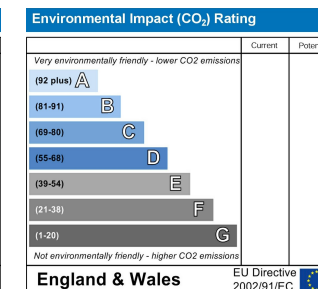 Environmental Impact (CO₂) Rating
Current
Very environmentally friendly - lower CO2 emissions
(92 plus) A
(81-91) B
(69-80) C
(55-68) D
(39-54) E
(21-38) F
(1-20) G
Not environmentally friendly - higher CO2 emissions
England & Wales
EU Directive
2002/91/EC